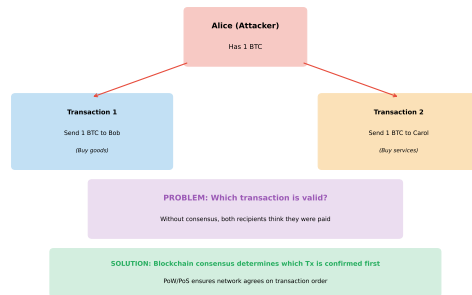 Alice (Attacker)
Has 1 BTC
Transaction 1
Send 1 BTC to Bob
(Buy goods)
Transaction 2
Send 1 BTC to Carol
(Buy services)
PROBLEM: Which transaction is valid?
Without consensus, both recipients think they were paid
SOLUTION: Blockchain consensus determines which Tx is confirmed first
PoW/PoS ensures network agrees on transaction order